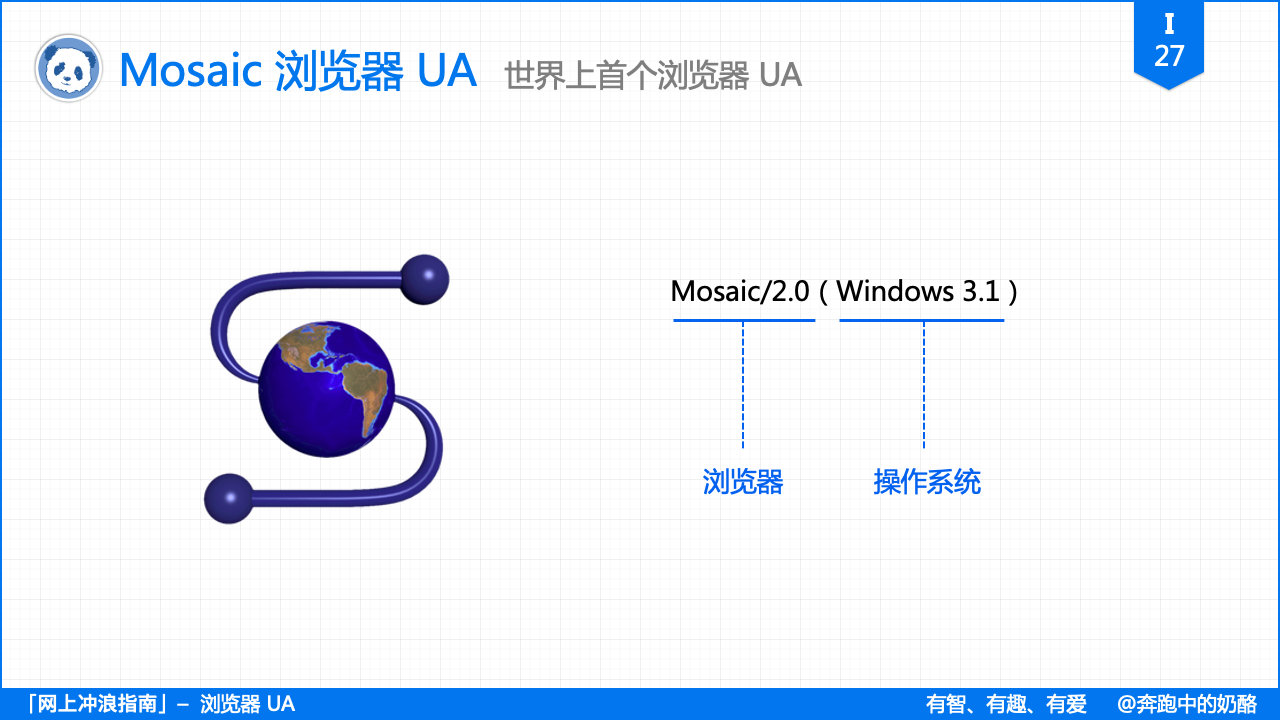 I
27
Mosaic 浏览器 UA 世界上首个浏览器 UA
Mosaic/2.0（Windows 3.1）
浏览器 操作系统
「网上冲浪指南」– 浏览器 UA 有智、有趣、有爱 @奔跑中的奶酪